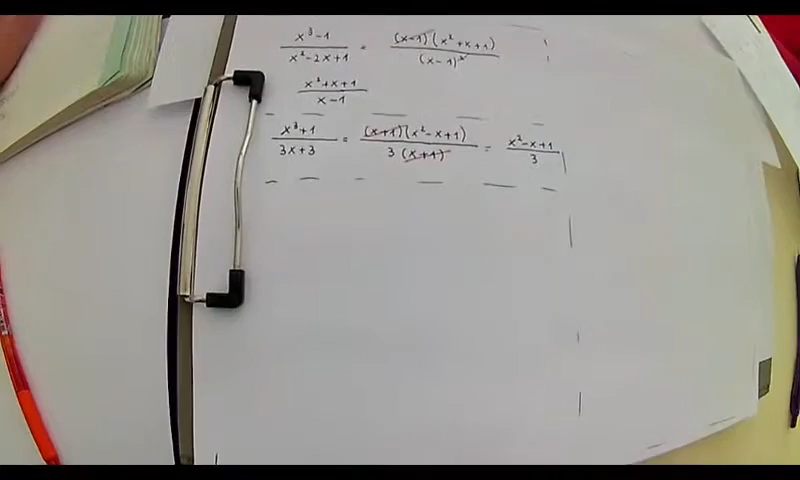 x³-1 / x²-2x+1 = (x-1)(x²+x+1) / (x-1)²
x²+x+1 / x-1
x³+1 / 3x+3 = (x+1)(x²-x+1) / 3(x+1) = x²-x+1 / 3